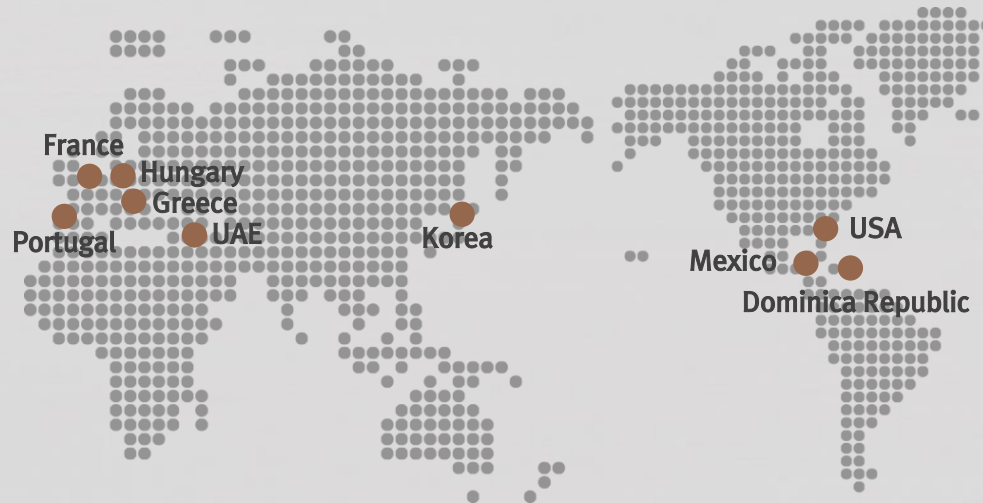 France
Hungary
Greece
Portugal
UAE
Korea
USA
Mexico
Dominica Republic